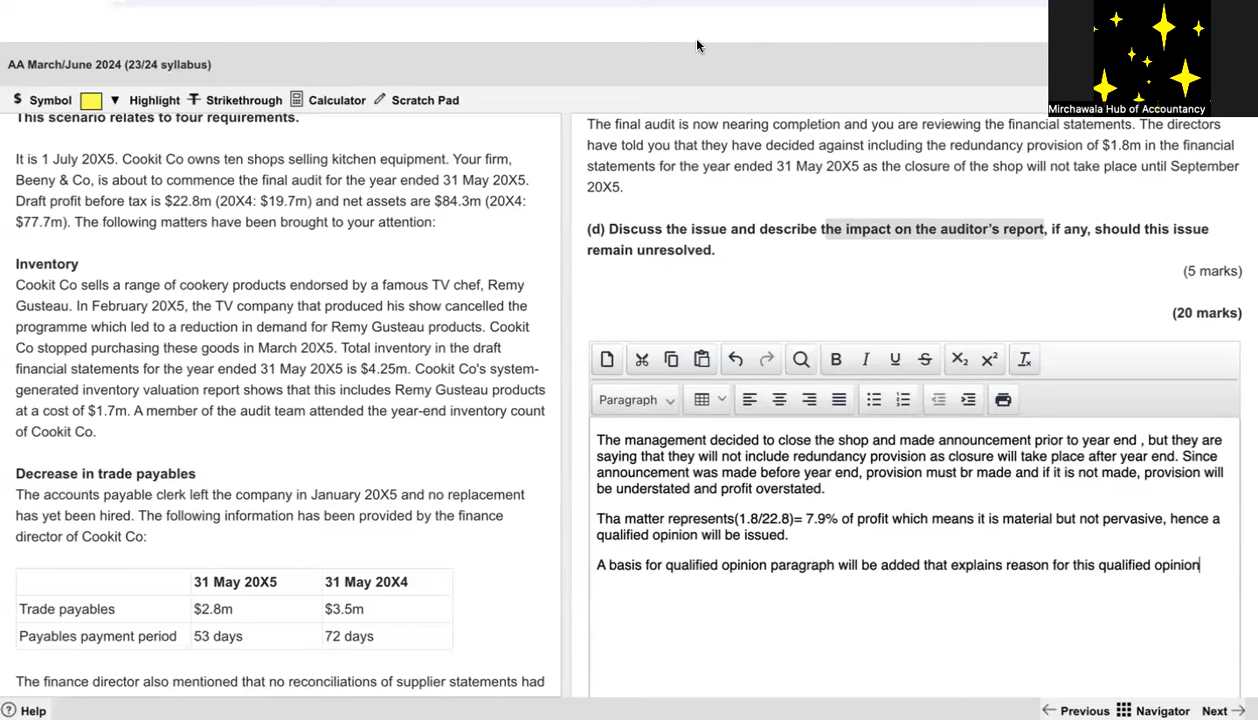 AA March/June 2024 (23/24 syllabus)
Mirchawala Hub of Accountancy
$ Symbol ▼ Highlight T Strikethrough Calculator Scratch Pad
This scenario relates to four requirements.
It is 1 July 20X5. Cookit Co owns ten shops selling kitchen equipment. Your firm,
Beeny & Co, is about to commence the final audit for the year ended 31 May 20X5.
Draft profit before tax is $22.8m (20X4: $19.7m) and net assets are $84.3m (20X4:
$77.7m). The following matters have been brought to your attention:
Inventory
Cookit Co sells a range of cookery products endorsed by a famous TV chef, Remy
Gusteau. In February 20X5, the TV company that produced his show cancelled the
programme which led to a reduction in demand for Remy Gusteau products. Cookit
Co stopped purchasing these goods in March 20X5. Total inventory in the draft
financial statements for the year ended 31 May 20X5 is $4.25m. Cookit Co's system-
generated inventory valuation report shows that this includes Remy Gusteau products
at a cost of $1.7m. A member of the audit team attended the year-end inventory count
of Cookit Co.
Decrease in trade payables
The accounts payable clerk left the company in January 20X5 and no replacement
has yet been hired. The following information has been provided by the finance
director of Cookit Co:
31 May 20X5 31 May 20X4
Trade payables $2.8m $3.5m
Payables payment period 53 days 72 days
The finance director also mentioned that no reconciliations of supplier statements had
The final audit is now nearing completion and you are reviewing the financial statements. The directors
have told you that they have decided against including the redundancy provision of $1.8m in the financial
statements for the year ended 31 May 20X5 as the closure of the shop will not take place until September
20X5.
(d) Discuss the issue and describe the impact on the auditor's report, if any, should this issue
remain unresolved.
(5 marks)
(20 marks)
B I U S X₂ X² Tx
Paragraph
The management decided to close the shop and made announcement prior to year end , but they are
saying that they will not include redundancy provision as closure will take place after year end. Since
announcement was made before year end, provision must br made and if it is not made, provision will
be understated and profit overstated.
Tha matter represents(1.8/22.8)= 7.9% of profit which means it is material but not pervasive, hence a
qualified opinion will be issued.
A basis for qualified opinion paragraph will be added that explains reason for this qualified opinion
Help
Previous Navigator Next